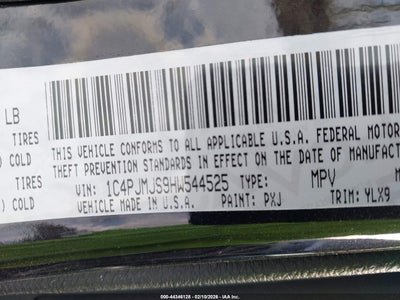 LB
TIRES
COLD
TIRES
) COLD
THIS VEHICLE CONFORMS TO ALL APPLICABLE U.S.A. FEDERAL MOTOR
THEFT PREVENTION STANDARDS IN EFFECT ON THE DATE OF MANUFACT
VIN: 1C4PJMJS9HW544525 TYPE: MPV
VEHICLE MADE IN U.S.A. PAINT: PXJ TRIM: YLX9
000-44346128 - 02/10/2026 - IAA Inc.